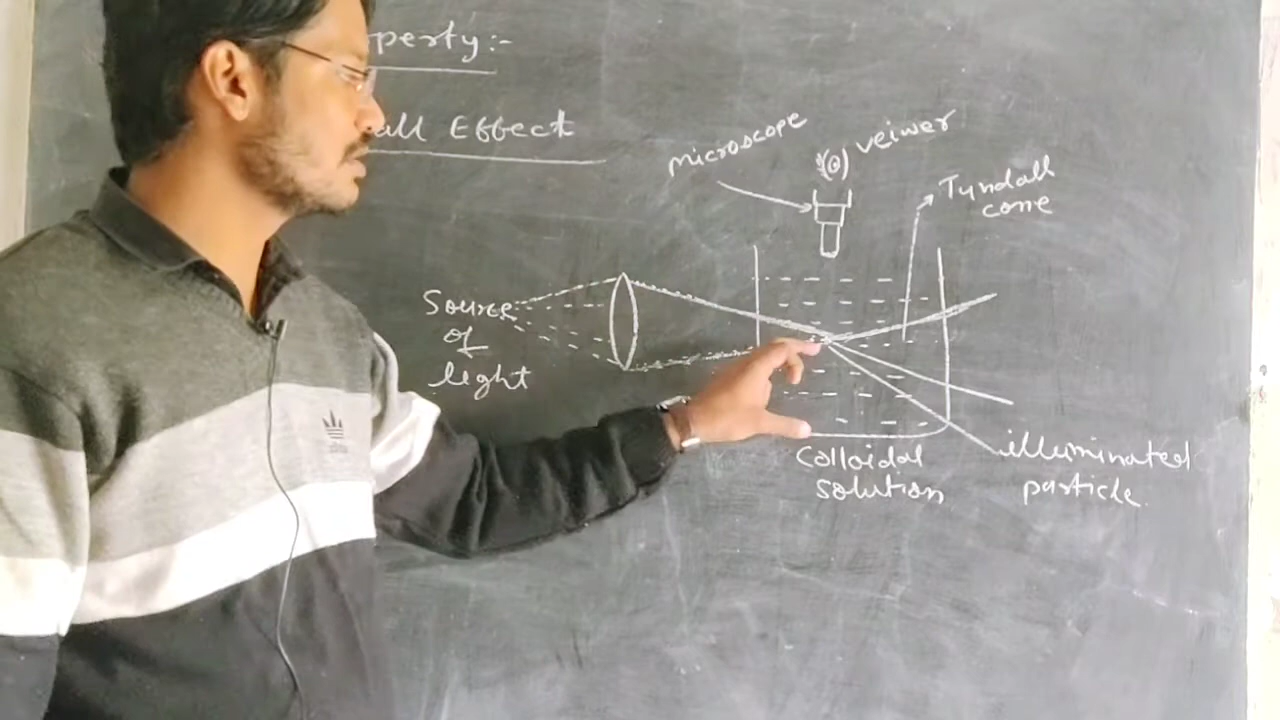 perty:-
all Effect
microscope
veiwer
Tyndall
cone
Source
of
light
Colloidal
solution
illuminated
particle.